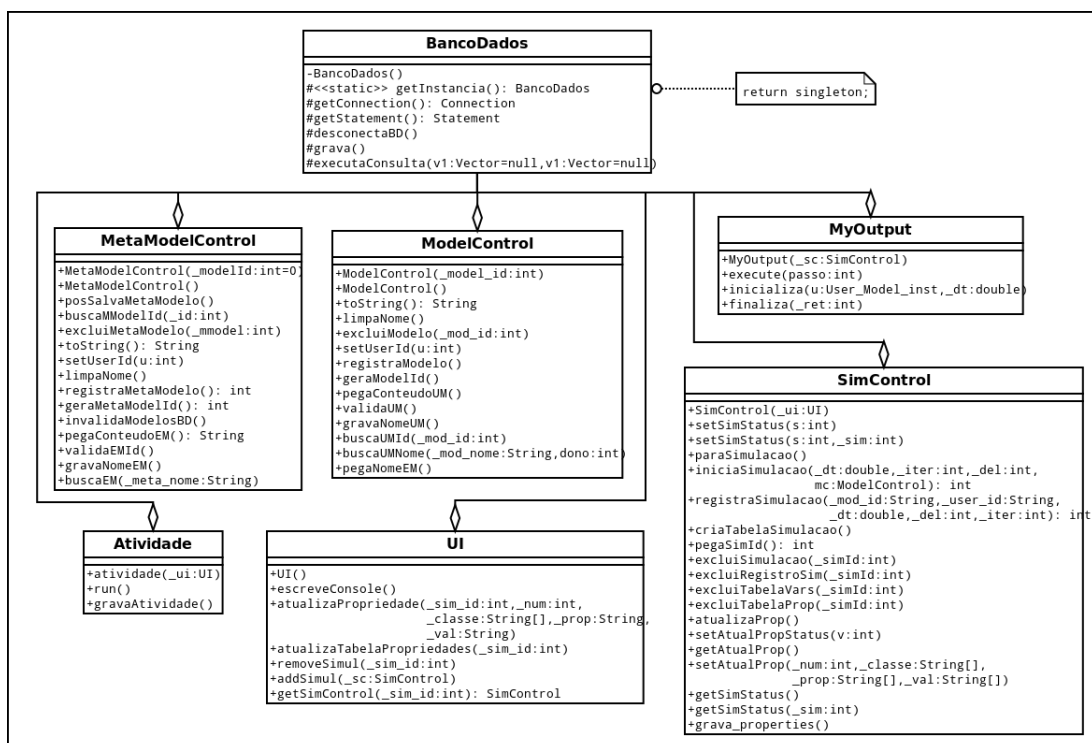 BancoDados
-BancoDados()
#<<static>> getInstancia(): BancoDados
#getConnection(): Connection
#getStatement(): Statement
#desconectaBD()
#grava()
#executaConsulta(v1:Vector=null,v1:Vector=null)
return singleton;
MetaModelControl
+MetaModelControl(_modelId:int=0)
+MetaModelControl()
+posSalvaMetaModelo()
+buscaMModelId(_id:int)
+excluiMetaModelo(_mmodel:int)
+toString(): String
+setUserId(u:int)
+limpaNome()
+registraMetaModelo(): int
+geraMetaModelId(): int
+invalidaModelosBD()
+pegaConteudoEM(): String
+validaEMId()
+gravaNomeEM()
+buscaEM(_meta_nome:String)
ModelControl
+ModelControl(_model_id:int)
+ModelControl()
+toString(): String
+limpaNome()
+excluiModelo(_mod_id:int)
+setUserId(u:int)
+registraModelo()
+geraModelId()
+pegaConteudoUM()
+validaUM()
+gravaNomeUM()
+buscaUMId(_mod_id:int)
+buscaUMNome(_mod_nome:String,dono:int)
+pegaNomeEM()
MyOutput
+MyOutput(_sc:SimControl)
+execute(passo:int)
+inicializa(u:User_Model_inst,_dt:double)
+finaliza(_ret:int)
SimControl
+SimControl(_ui:UI)
+setSimStatus(s:int)
+setSimStatus(s:int,_sim:int)
+paraSimulacao()
+iniciaSimulacao(_dt:double,_iter:int,_del:int,
mc:ModelControl): int
+registraSimulacao(_mod_id:String,_user_id:String,
_dt:double,_del:int,_iter:int): int
+criaTabelaSimulacao()
+pegaSimId(): int
+excluiSimulacao(_simId:int)
+excluiRegistroSim(_simId:int)
+excluiTabelaVars(_simId:int)
+excluiTabelaProp(_simId:int)
+atualizaProp()
+setAtualPropStatus(v:int)
+getAtualProp()
+setAtualProp(_num:int,_classe:String[],
_prop:String[],_val:String[])
+getSimStatus()
+getSimStatus(_sim:int)
+grava_properties()
Atividade
+atividade(_ui:UI)
+run()
+gravaAtividade()
UI
+UI()
+escreveConsole()
+atualizaPropriedade(_sim_id:int,_num:int,
_classe:String[],_prop:String,
_val:String)
+atualizaTabelaPropriedades(_sim_id:int)
+removeSimul(_sim_id:int)
+addSimul(_sc:SimControl)
+getSimControl(_sim_id:int): SimControl